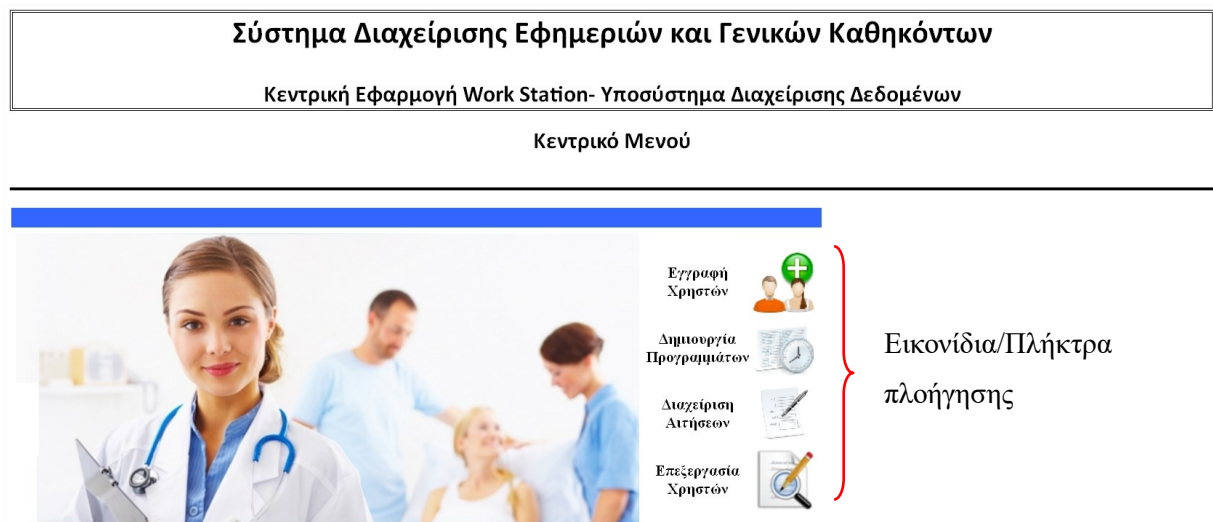 Σύστημα Διαχείρισης Εφημεριών και Γενικών Καθηκόντων
Κεντρική Εφαρμογή Work Station- Υποσύστημα Διαχείρισης Δεδομένων
Κεντρικό Μενού
Εγγραφή
Χρηστών
Δημιουργία
Προγραμμάτων
Διαχείριση
Αιτήσεων
Επεξεργασία
Χρηστών
Εικονίδια/Πλήκτρα
πλοήγησης